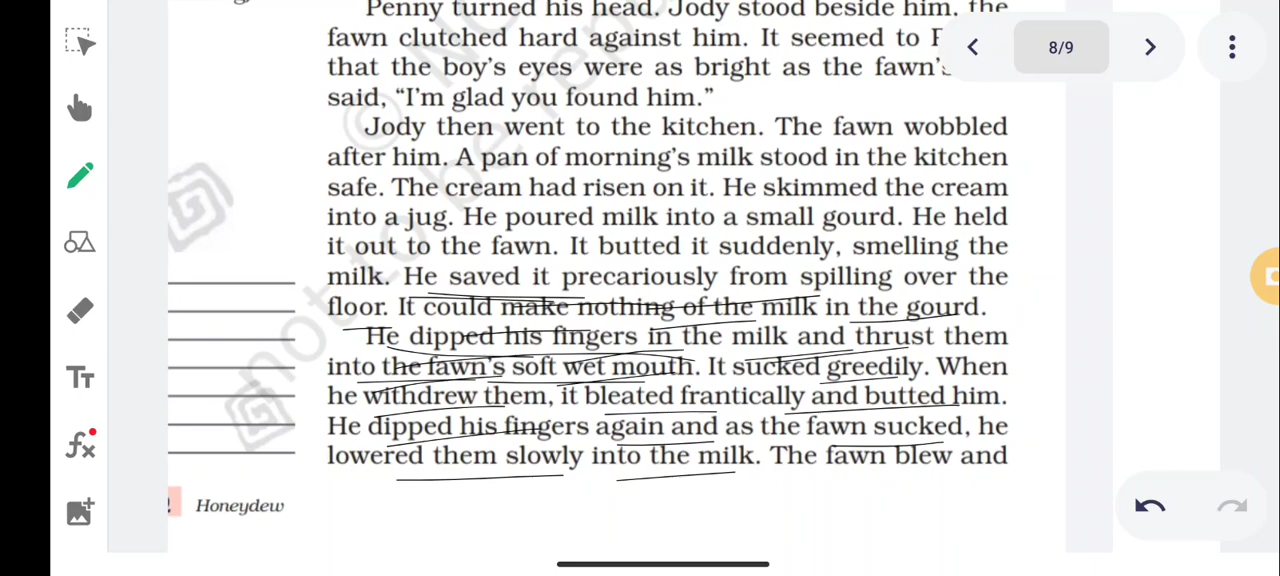 Penny turned his head. Jody stood beside him, the
8/9
fawn clutched hard against him. It seemed to
that the boy's eyes were as bright as the fawn's
said, "I'm glad you found him."
Jody then went to the kitchen. The fawn wobbled
after him. A pan of morning's milk stood in the kitchen
safe. The cream had risen on it. He skimmed the cream
into a jug. He poured milk into a small gourd. He held
it out to the fawn. It butted it suddenly, smelling the
milk. He saved it precariously from spilling over the
floor. It could make nothing of the milk in the gourd.
He dipped his fingers in the milk and thrust them
into the fawn's soft wet mouth. It sucked greedily. When
he withdrew them, it bleated frantically and butted him.
He dipped his fingers again and as the fawn sucked, he
lowered them slowly into the milk. The fawn blew and
Honeydew
Tт
fx
not to be